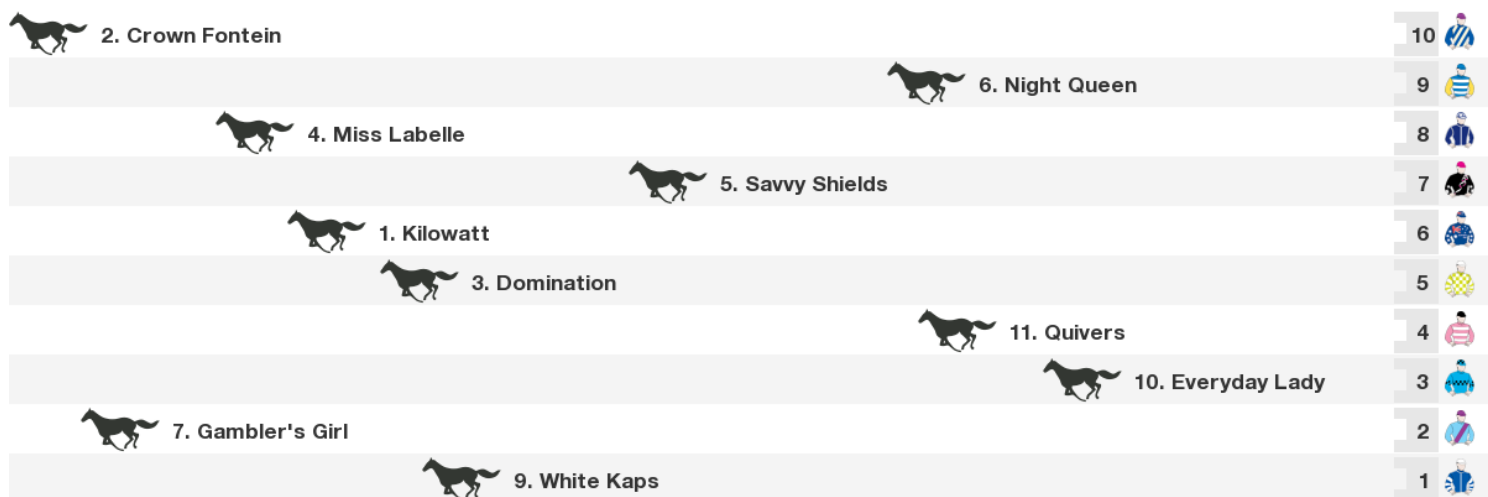 2. Crown Fontein 10
6. Night Queen 9
4. Miss Labelle 8
5. Savvy Shields 7
1. Kilowatt 6
3. Domination 5
11. Quivers 4
10. Everyday Lady 3
7. Gambler's Girl 2
9. White Kaps 1